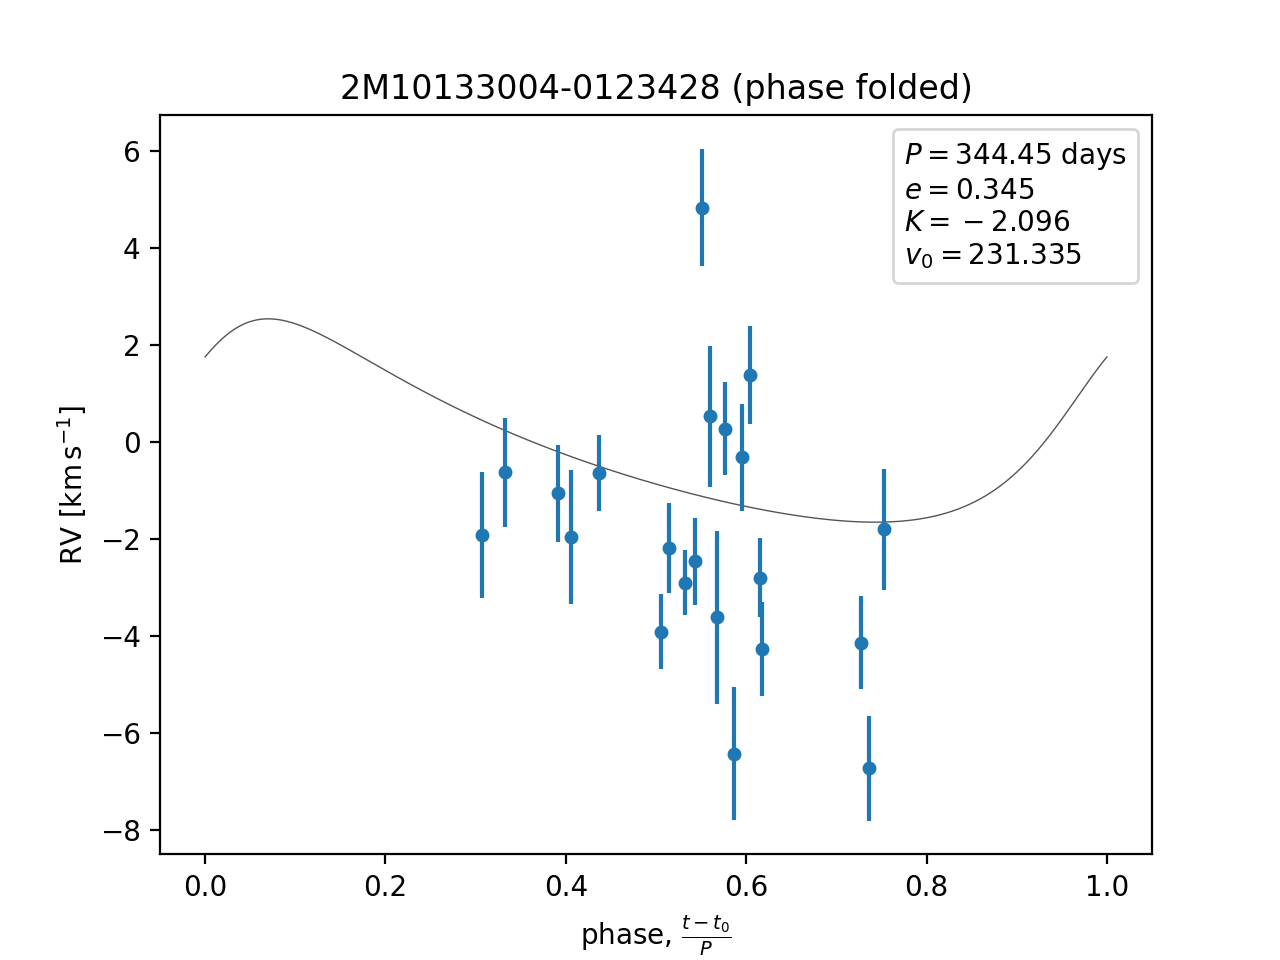 2M10133004-0123428 (phase folded)
P = 344.45 days
e = 0.345
K = −2.096
v₀ = 231.335
6
4
2
0
−2
−4
−6
−8
RV [km s⁻¹]
0.0 0.2 0.4 0.6 0.8 1.0
phase, (t − t₀)/P